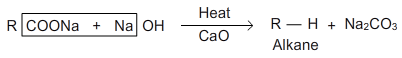 R COONa + Na OH Heat CaO R — H + Na₂CO₃
Alkane